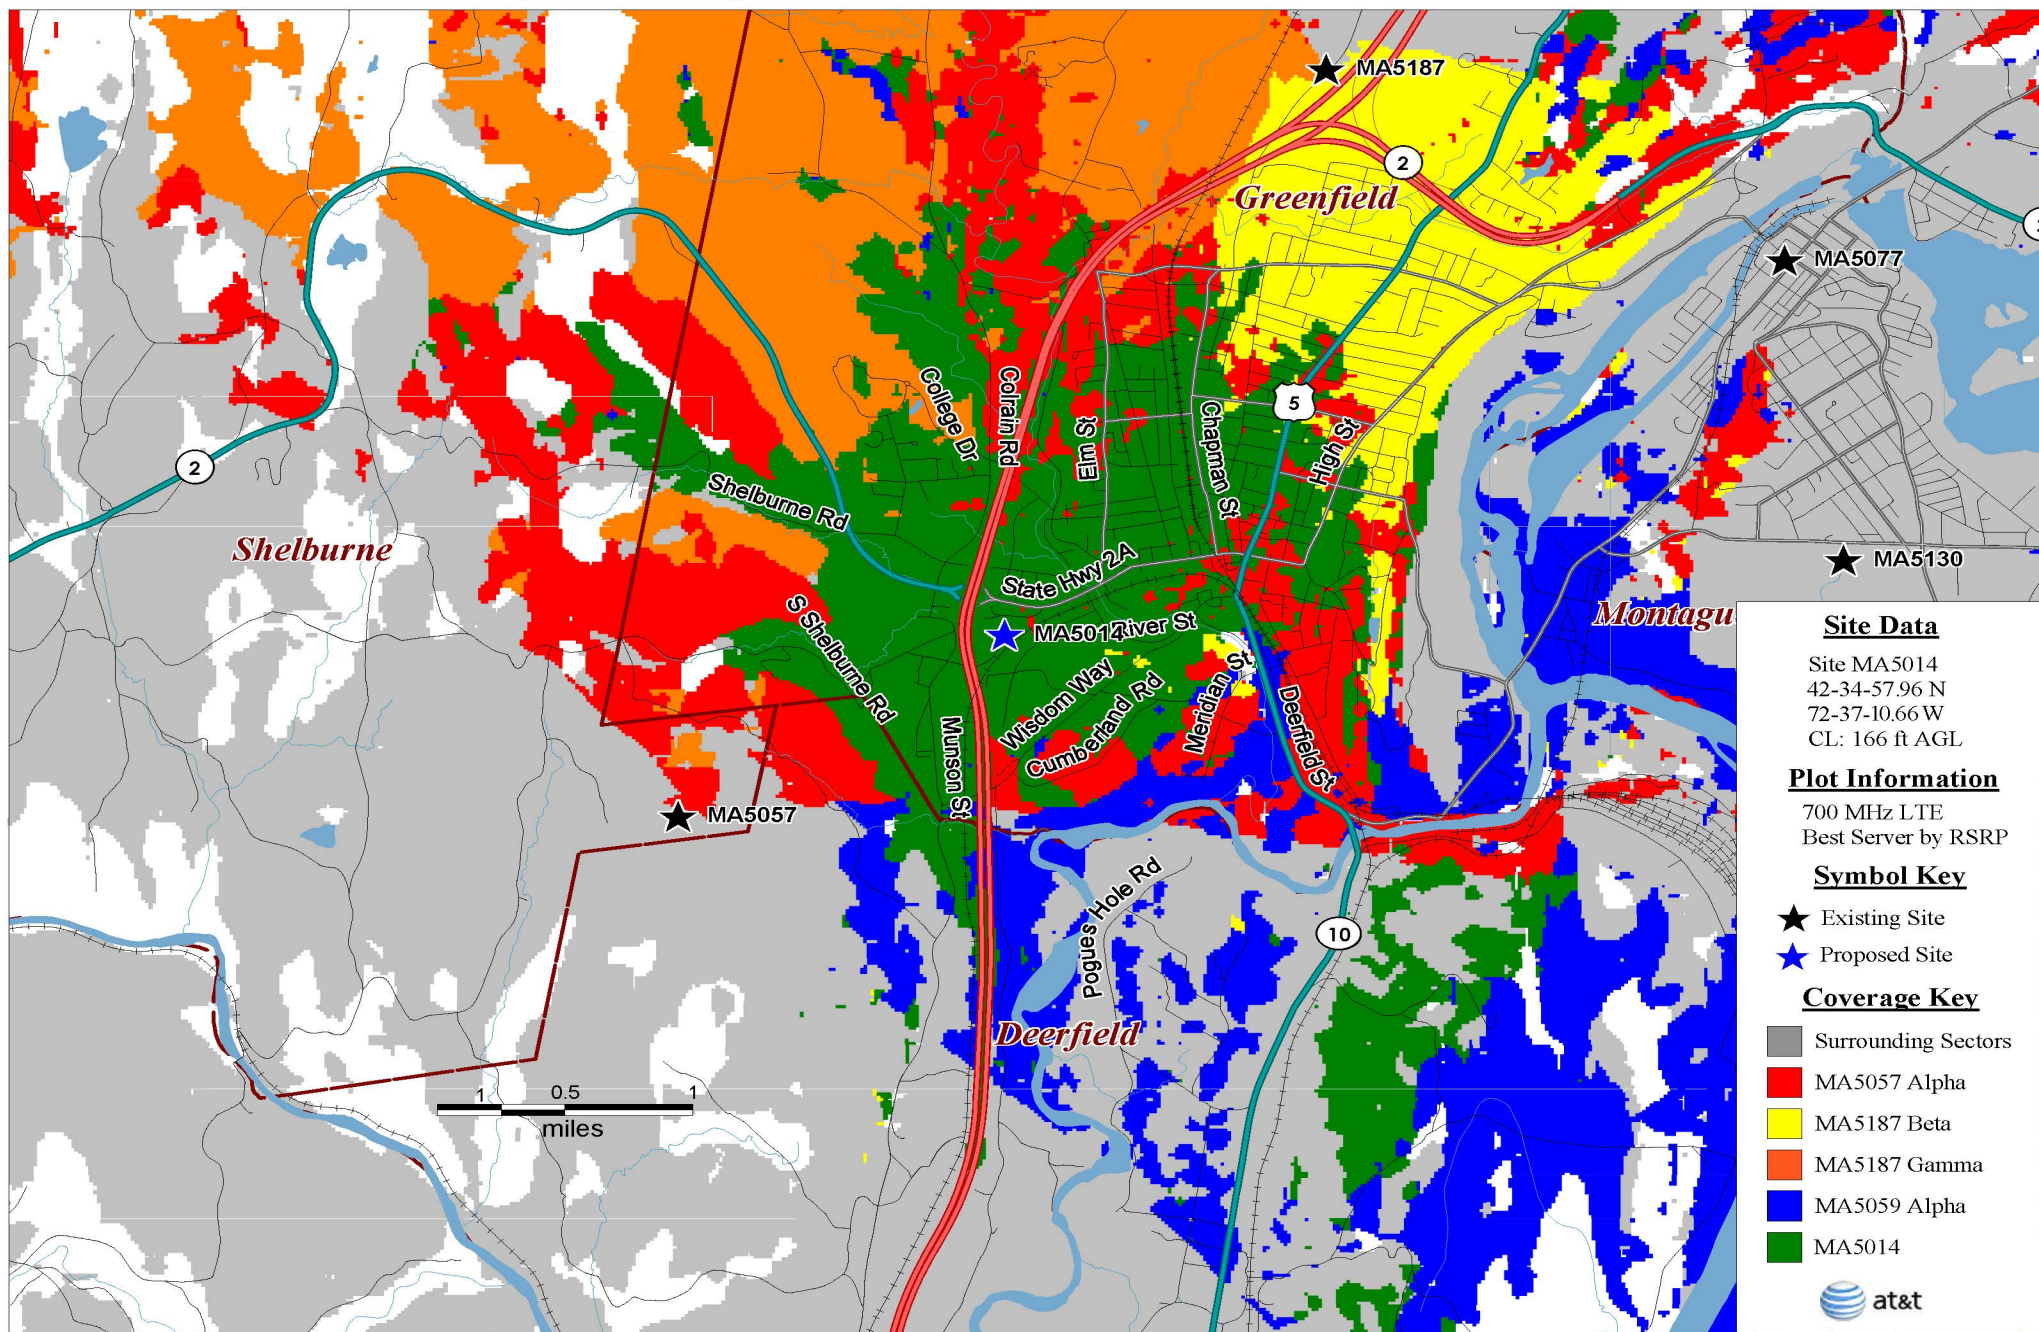 MA5187
2
Greenfield
MA5077
College Dr
Colrain Rd
Elm St
Chapman St
5
High St
2
Shelburne Rd
Shelburne
State Hwy 2A
MA5130
Montagu
S Shelburne Rd
MA5014
River St
Wisdom Way
Cumberland Rd
Meridian St
Deerfield St
Munson St
MA5057
Pogues Hole Rd
10
Deerfield
1 0.5 1
miles
Site Data
Site MA5014
42-34-57.96 N
72-37-10.66 W
CL: 166 ft AGL
Plot Information
700 MHz LTE
Best Server by RSRP
Symbol Key
Existing Site
Proposed Site
Coverage Key
Surrounding Sectors
MA5057 Alpha
MA5187 Beta
MA5187 Gamma
MA5059 Alpha
MA5014
at&t